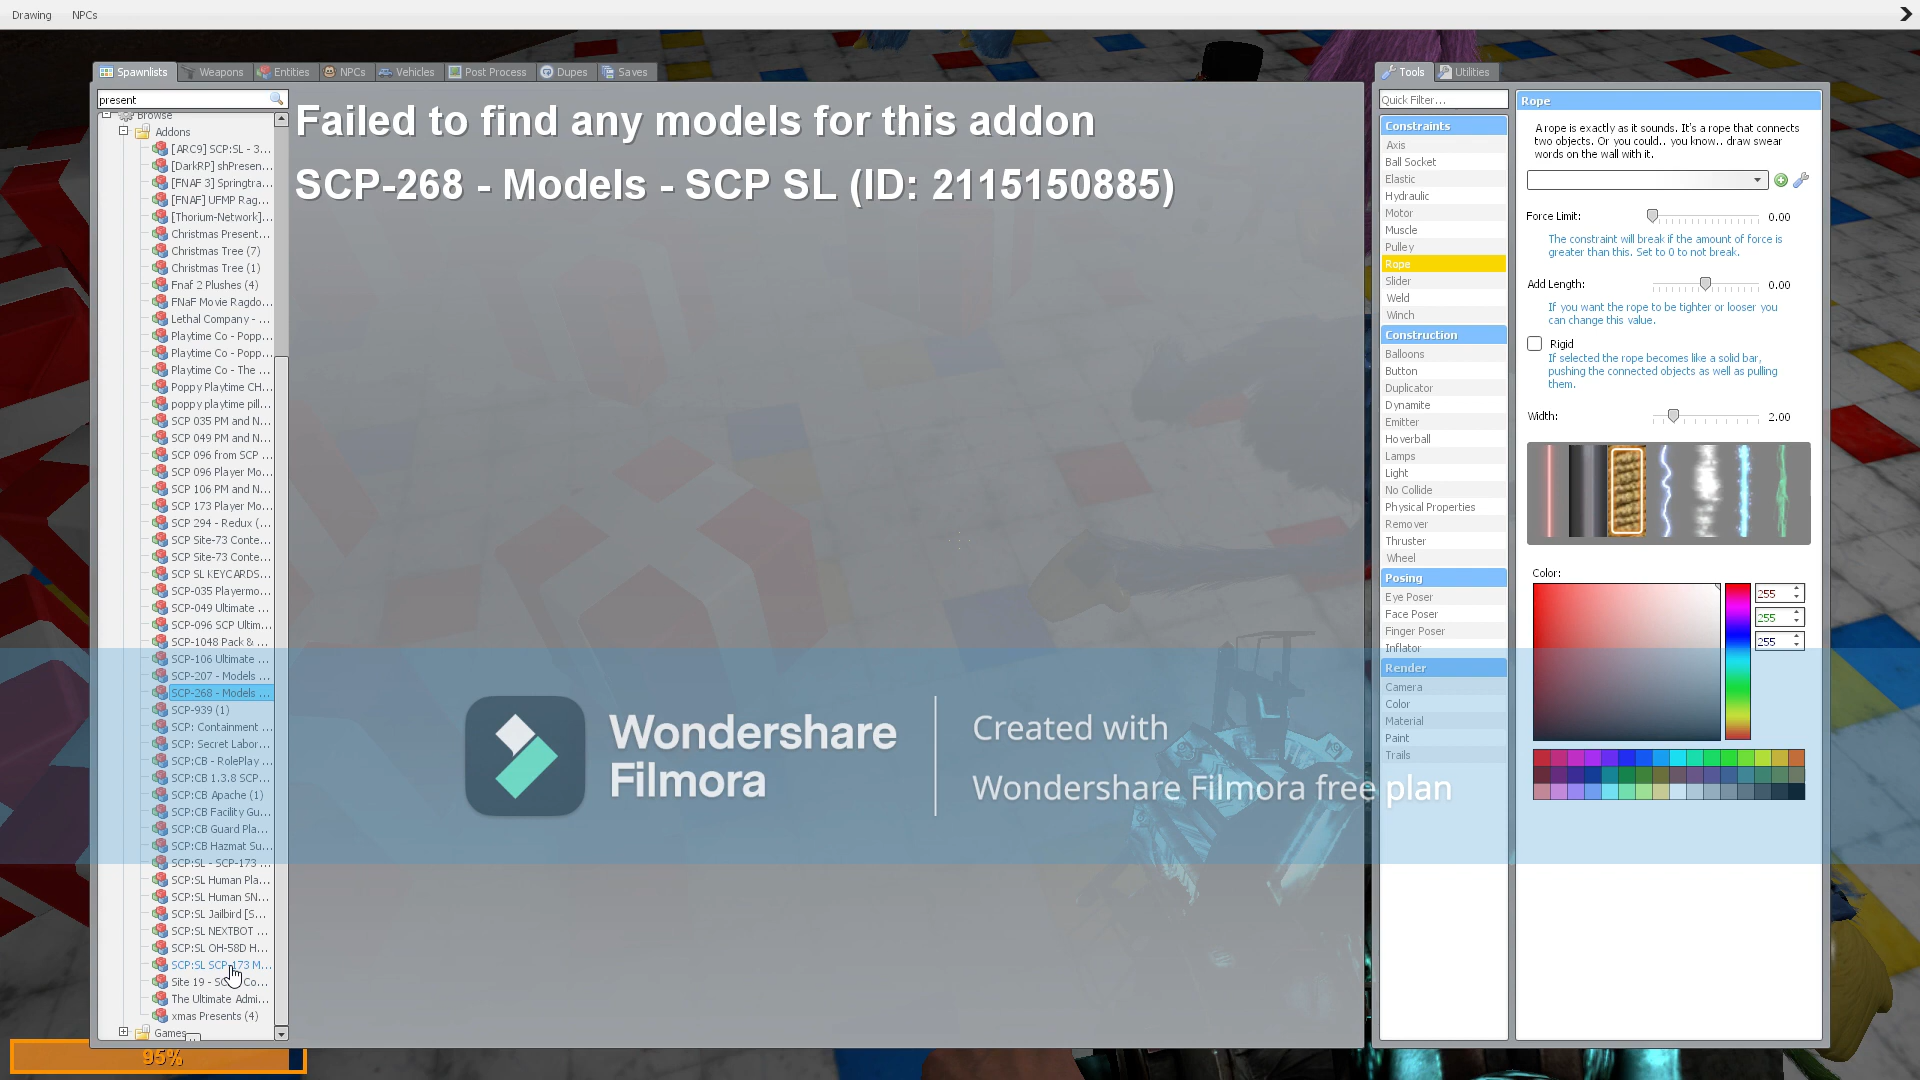 Drawing NPCs
Spawnlists Weapons Entities NPCs Vehicles Post Process Dupes Saves
present
Browse
Addons
[ARC9] SCP:SL - 3...
[DarkRP] shPresen...
[FNAF 3] Springtra...
[FNAF] UFMP Rag...
[Thorium-Network]...
Christmas Present...
Christmas Tree (7)
Christmas Tree (1)
Fnaf 2 Plushes (4)
FNaF Movie Ragdo...
Lethal Company - ...
Playtime Co - Popp...
Playtime Co - Popp...
Playtime Co - The ...
Poppy Playtime CH...
poppy playtime pill...
SCP 035 PM and N...
SCP 049 PM and N...
SCP 096 from SCP ...
SCP 096 Player Mo...
SCP 106 PM and N...
SCP 173 Player Mo...
SCP 294 - Redux (...
SCP Site-73 Conte...
SCP Site-73 Conte...
SCP SL KEYCARDS...
SCP-035 Playermo...
SCP-049 Ultimate ...
SCP-096 SCP Ultim...
SCP-1048 Pack & ...
SCP-106 Ultimate ...
SCP-207 - Models ...
SCP-268 - Models ...
SCP-939 (1)
SCP: Containment ...
SCP: Secret Labor...
SCP:CB - RolePlay ...
SCP:CB 1.3.8 SCP...
SCP:CB Apache (1)
SCP:CB Facility Gu...
SCP:CB Guard Pla...
SCP:CB Hazmat Su...
SCP:SL - SCP-173 ...
SCP:SL Human Pla...
SCP:SL Human SN...
SCP:SL Jailbird [S...
SCP:SL NEXTBOT ...
SCP:SL OH-58D H...
SCP:SL SCP-173 M...
Site 19 - Co...
The Ultimate Admi...
xmas Presents (4)
Games
95%
Failed to find any models for this addon
SCP-268 - Models - SCP SL (ID: 2115150885)
Wondershare
Filmora
Created with
Wondershare Filmora free plan
Tools Utilities
Quick Filter...
Constraints
Axis
Ball Socket
Elastic
Hydraulic
Motor
Muscle
Pulley
Rope
Slider
Weld
Winch
Construction
Balloons
Button
Duplicator
Dynamite
Emitter
Hoverball
Lamps
Light
No Collide
Physical Properties
Remover
Thruster
Wheel
Posing
Eye Poser
Face Poser
Finger Poser
Inflator
Render
Camera
Color
Material
Paint
Trails
Rope
A rope is exactly as it sounds. It's a rope that connects
two objects. Or you could.. you know.. draw swear
words on the wall with it.
Force Limit: 0.00
The constraint will break if the amount of force is
greater than this. Set to 0 to not break.
Add Length: 0.00
If you want the rope to be tighter or looser you
can change this value.
Rigid
If selected the rope becomes like a solid bar,
pushing the connected objects as well as pulling
them.
Width: 2.00
Color:
255
255
255